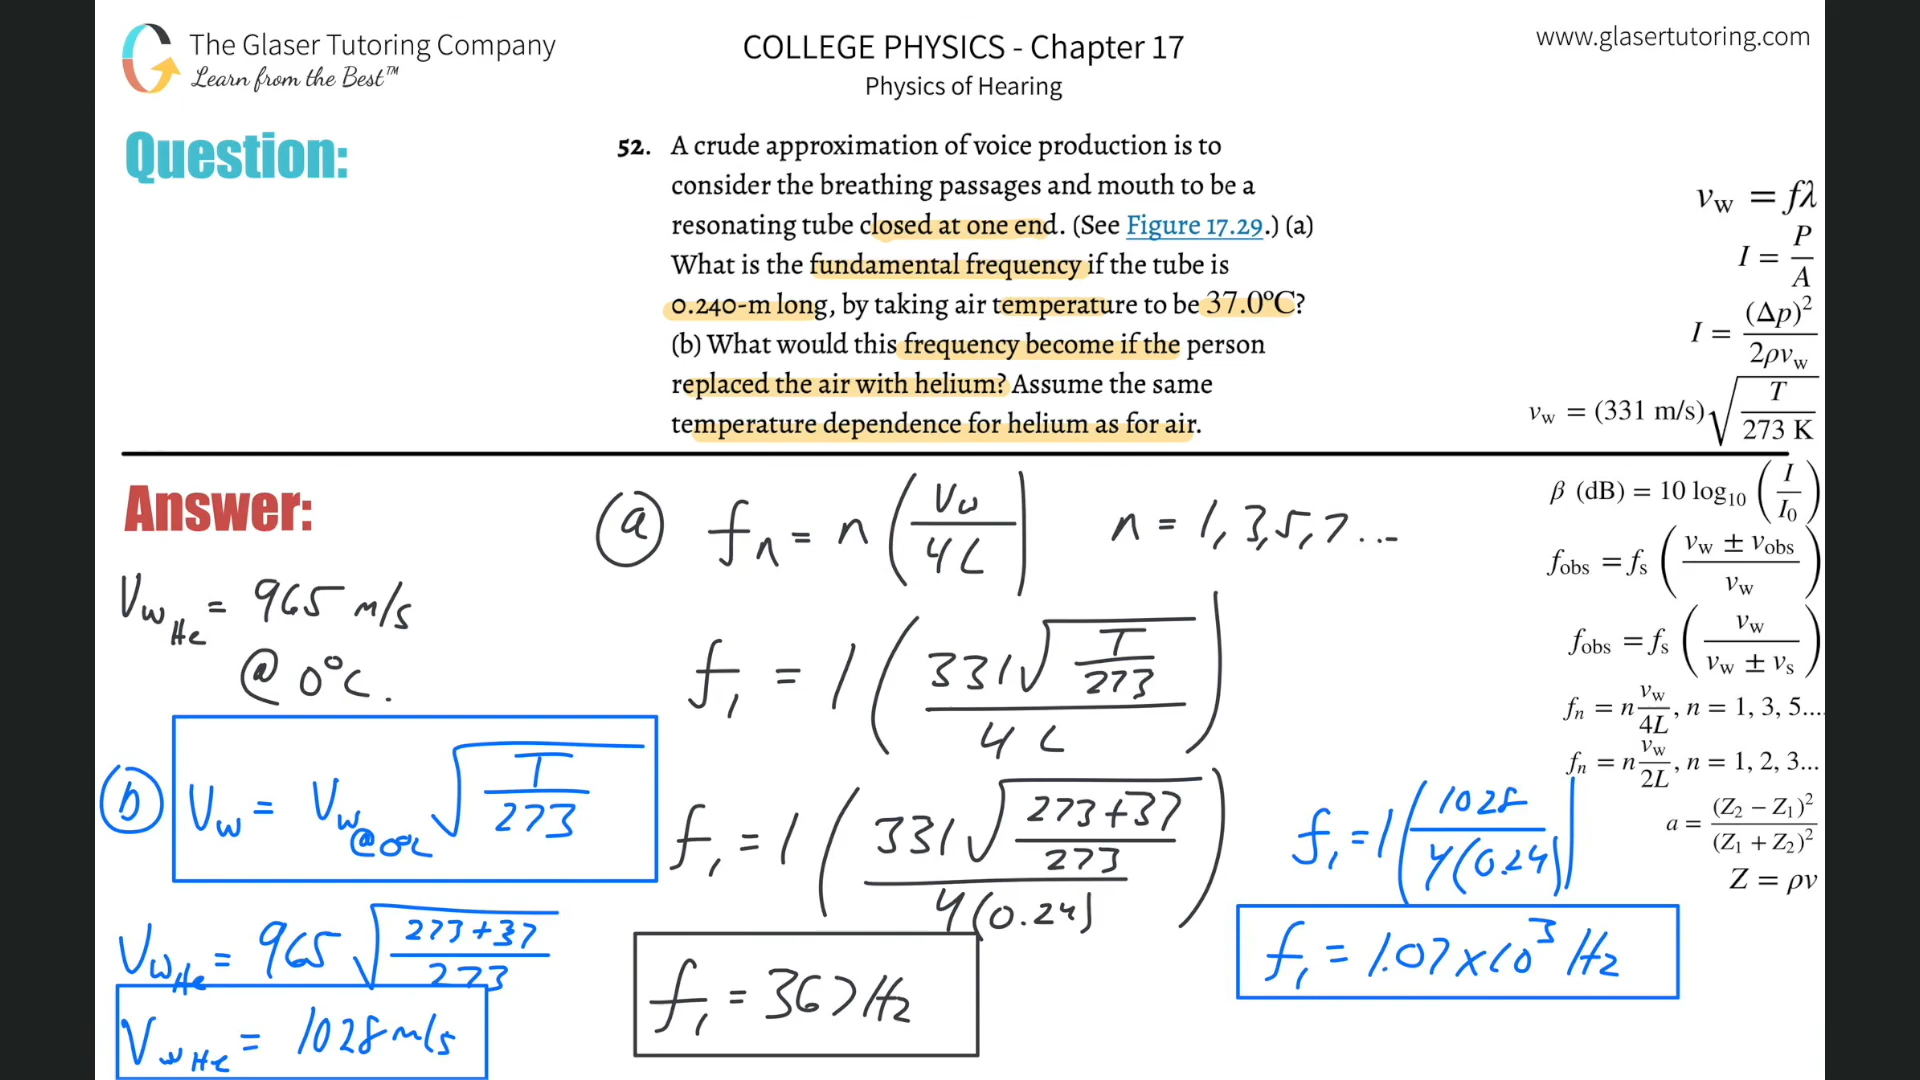 The Glaser Tutoring Company
Learn from the Best™
COLLEGE PHYSICS - Chapter 17
Physics of Hearing
www.glasertutoring.com
Question:
52. A crude approximation of voice production is to
consider the breathing passages and mouth to be a
resonating tube closed at one end. (See Figure 17.29.) (a)
What is the fundamental frequency if the tube is
0.240-m long, by taking air temperature to be 37.0ºC?
(b) What would this frequency become if the person
replaced the air with helium? Assume the same
temperature dependence for helium as for air.
v_w = fλ
I = P/A
I = (Δp)²/2ρv_w
v_w = (331 m/s)√(T/273 K)
β (dB) = 10 log₁₀ (I/I₀)
f_obs = f_s ((v_w ± v_obs)/v_w)
f_obs = f_s (v_w/(v_w ± v_s))
f_n = n v_w/4L, n = 1, 3, 5...
f_n = n v_w/2L, n = 1, 2, 3...
a = (Z₂ − Z₁)²/(Z₁ + Z₂)²
Z = ρv
Answer:
V_wHe = 965 m/s
@ 0°C.
(a) f_n = n (V_w/4L) n = 1, 3, 5, 7...
f₁ = 1 (331√(T/273)/4L)
f₁ = 1 (331√((273+37)/273)/4(0.24))
f₁ = 367 Hz
(b) V_w = V_w@0°C √(T/273)
V_wHe = 965 √((273+37)/273)
V_wHe = 1028 m/s
f₁ = 1 (1028/4(0.24))
f₁ = 1.07 x 10³ Hz